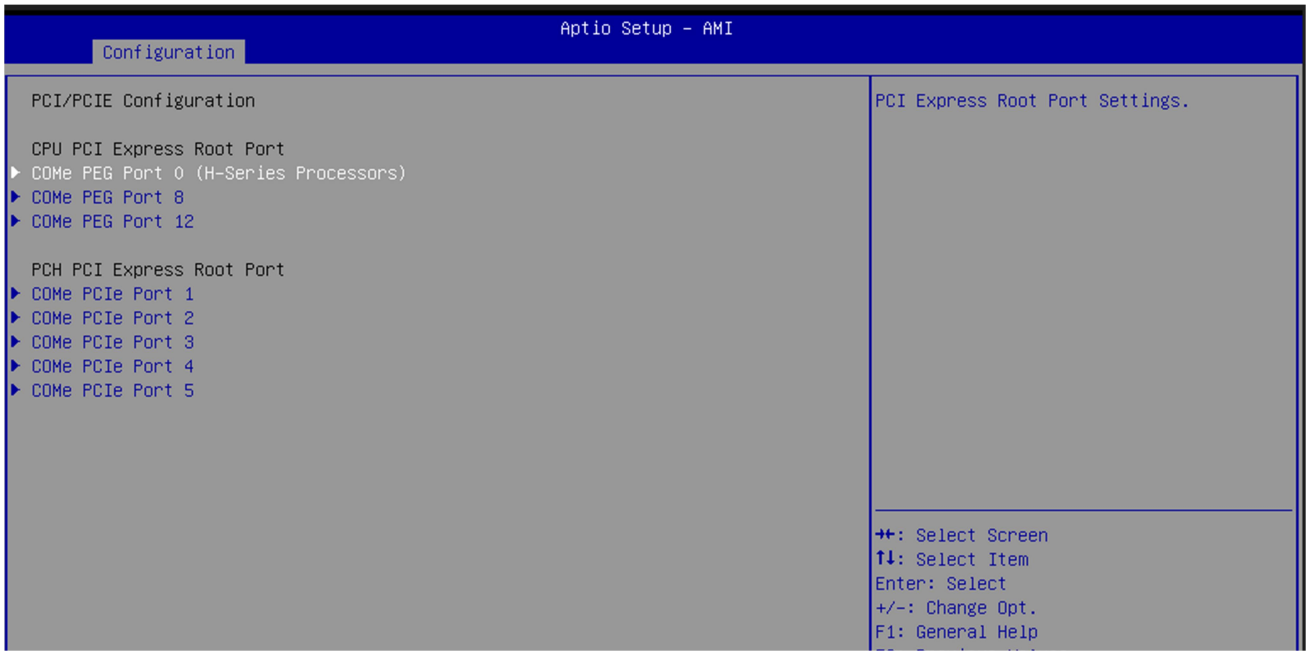 Aptio Setup – AMI
Configuration
PCI/PCIE Configuration
CPU PCI Express Root Port
COMe PEG Port 0 (H-Series Processors)
COMe PEG Port 8
COMe PEG Port 12
PCH PCI Express Root Port
COMe PCIe Port 1
COMe PCIe Port 2
COMe PCIe Port 3
COMe PCIe Port 4
COMe PCIe Port 5
PCI Express Root Port Settings.
→←: Select Screen
↑↓: Select Item
Enter: Select
+/-: Change Opt.
F1: General Help